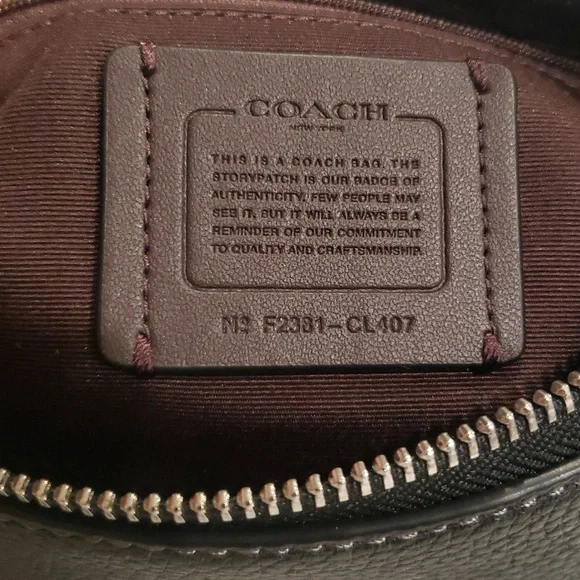 COACH
NEW YORK
THIS IS A COACH BAG. THE
STORYPATCH IS OUR BADGE OF
AUTHENTICITY. FEW PEOPLE MAY
SEE IT, BUT IT WILL ALWAYS BE A
REMINDER OF OUR COMMITMENT
TO QUALITY AND CRAFTSMANSHIP.
Nº F2381-CL407